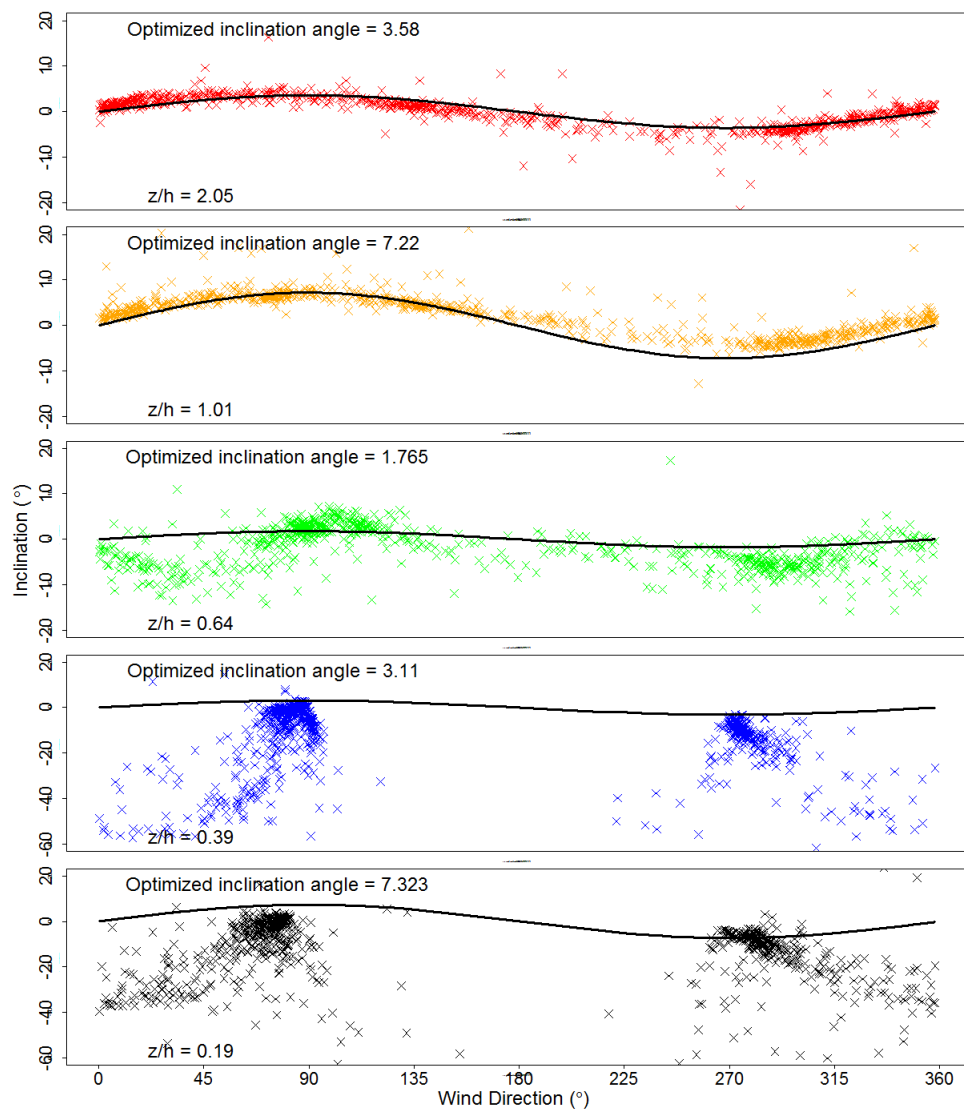 Optimized inclination angle = 3.58
20
10
0
-10
-20
z/h = 2.05
Optimized inclination angle = 7.22
20
10
0
-10
-20
z/h = 1.01
Optimized inclination angle = 1.765
20
10
0
-10
-20
z/h = 0.64
Inclination (°)
Optimized inclination angle = 3.11
20
0
-20
-40
-60
z/h = 0.39
Optimized inclination angle = 7.323
20
0
-20
-40
-60
z/h = 0.19
0 45 90 135 180 225 270 315 360
Wind Direction (°)